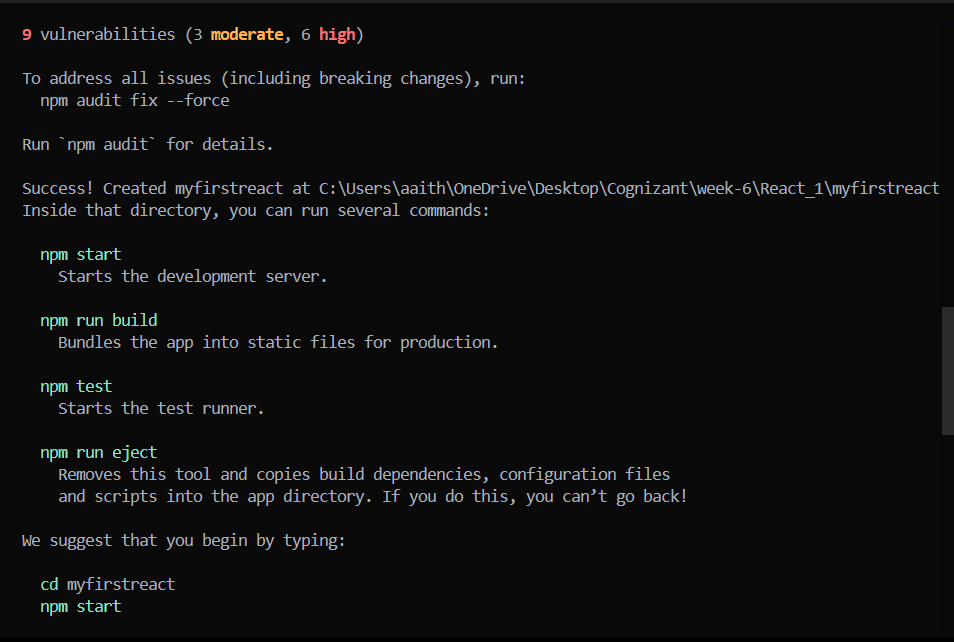 9 vulnerabilities (3 moderate, 6 high)
To address all issues (including breaking changes), run:
npm audit fix --force
Run `npm audit` for details.
Success! Created myfirstreact at C:\Users\aaith\OneDrive\Desktop\Cognizant\week-6\React_1\myfirstreact
Inside that directory, you can run several commands:
npm start
Starts the development server.
npm run build
Bundles the app into static files for production.
npm test
Starts the test runner.
npm run eject
Removes this tool and copies build dependencies, configuration files
and scripts into the app directory. If you do this, you can’t go back!
We suggest that you begin by typing:
cd myfirstreact
npm start